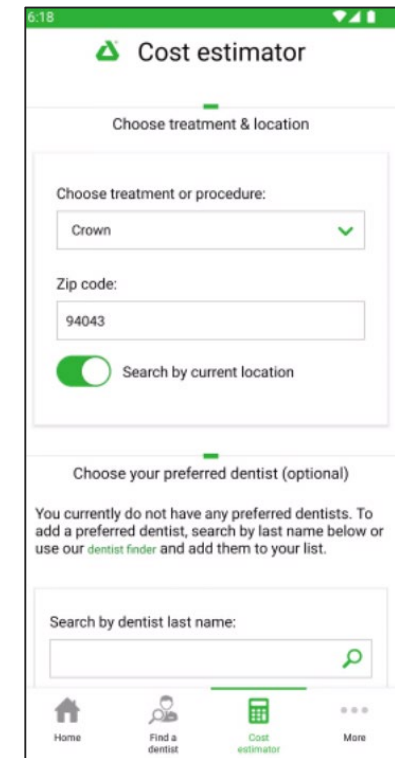 6:18
Cost estimator
Choose treatment & location
Choose treatment or procedure:
Crown
Zip code:
94043
Search by current location
Choose your preferred dentist (optional)
You currently do not have any preferred dentists. To
add a preferred dentist, search by last name below or
use our dentist finder and add them to your list.
Search by dentist last name:
Home
Find a
dentist
Cost
estimator
More